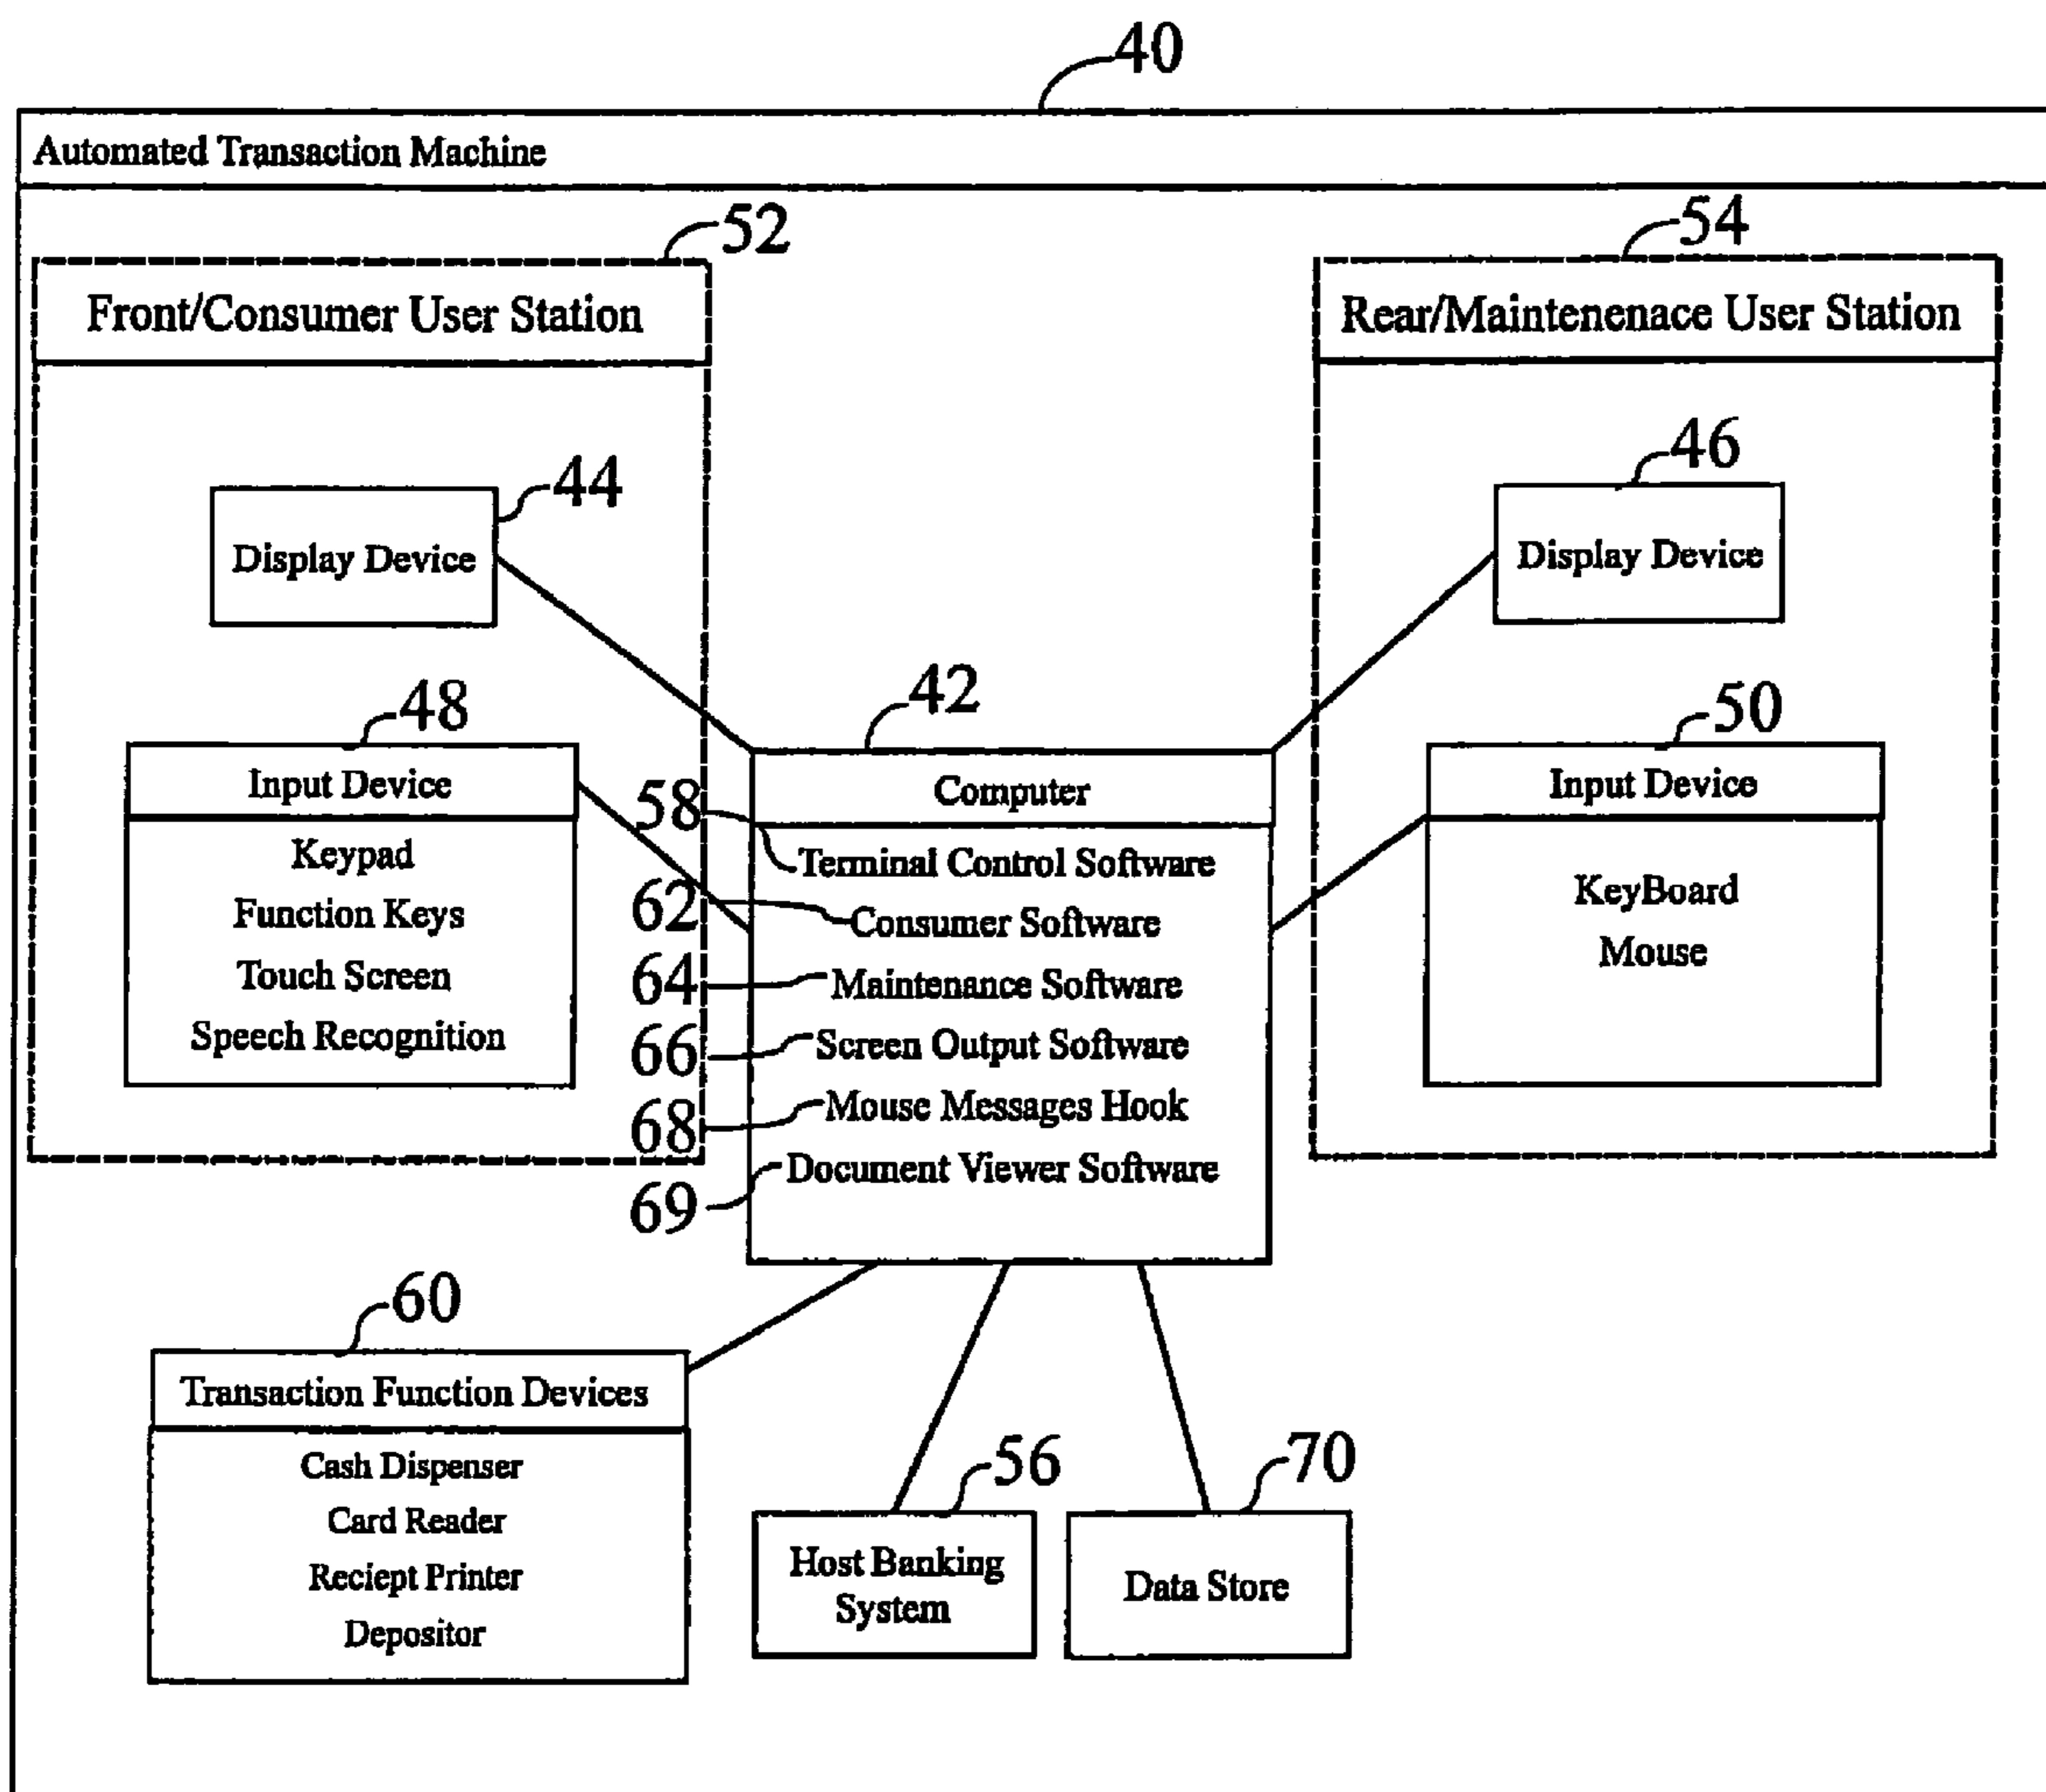 40
Automated Transaction Machine
52
54
Front/Consumer User Station
Rear/Maintenenace User Station
44
Display Device
46
Display Device
48
Input Device
Keypad
Function Keys
Touch Screen
Speech Recognition
42
Computer
58
Terminal Control Software
62
Consumer Software
64
Maintenance Software
66
Screen Output Software
68
Mouse Messages Hook
69
Document Viewer Software
50
Input Device
KeyBoard
Mouse
60
Transaction Function Devices
Cash Dispenser
Card Reader
Reciept Printer
Depositor
56
Host Banking
System
70
Data Store